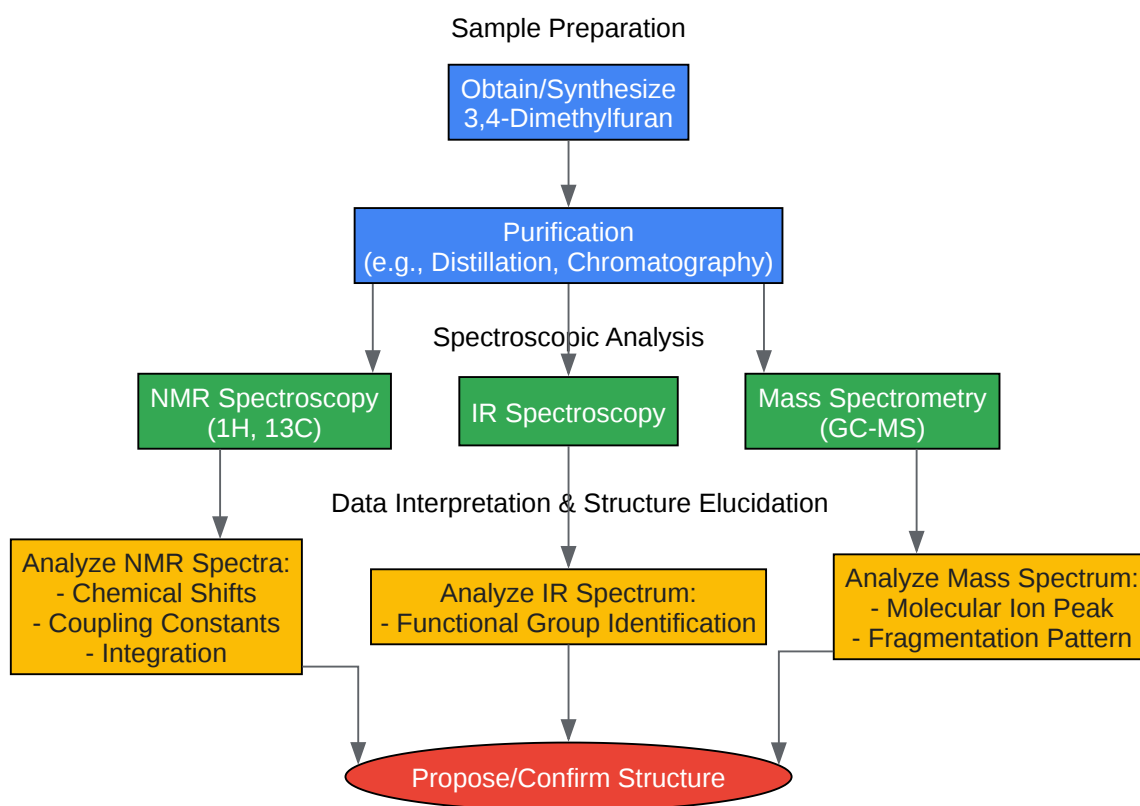 Sample Preparation
Obtain/Synthesize
3,4-Dimethylfuran
Purification
(e.g., Distillation, Chromatography)
Spectroscopic Analysis
NMR Spectroscopy
(1H, 13C)
IR Spectroscopy
Mass Spectrometry
(GC-MS)
Data Interpretation & Structure Elucidation
Analyze NMR Spectra:
- Chemical Shifts
- Coupling Constants
- Integration
Analyze IR Spectrum:
- Functional Group Identification
Analyze Mass Spectrum:
- Molecular Ion Peak
- Fragmentation Pattern
Propose/Confirm Structure